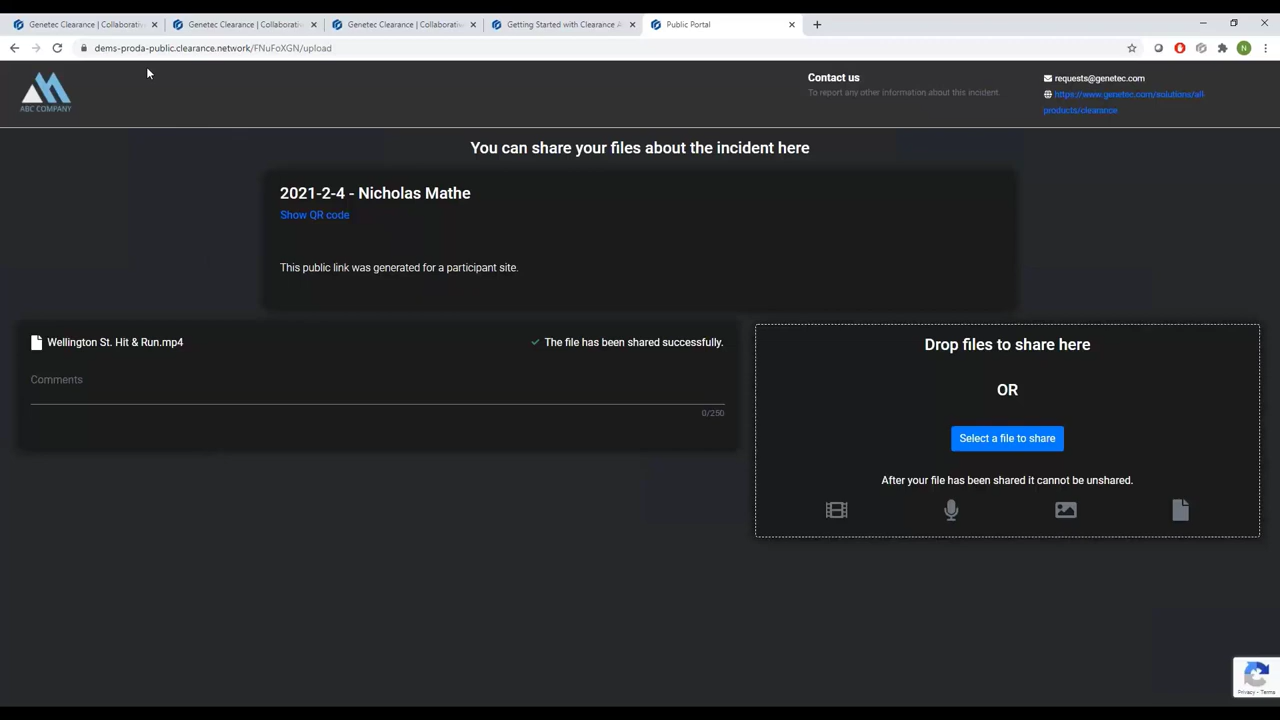 Genetec Clearance | Collaborati
Genetec Clearance | Collaborati
Genetec Clearance | Collaborati
Getting Started with Clearance A
Public Portal
dems-proda-public.clearance.network/FNuFoXGN/upload
N
ABC COMPANY
Contact us
To report any other information about this incident.
requests@genetec.com
https://www.genetec.com/solutions/all-
products/clearance
You can share your files about the incident here
2021-2-4 - Nicholas Mathe
Show QR code
This public link was generated for a participant site.
Wellington St. Hit & Run.mp4
The file has been shared successfully.
Comments
0/250
Drop files to share here
OR
Select a file to share
After your file has been shared it cannot be unshared.
Privacy - Terms